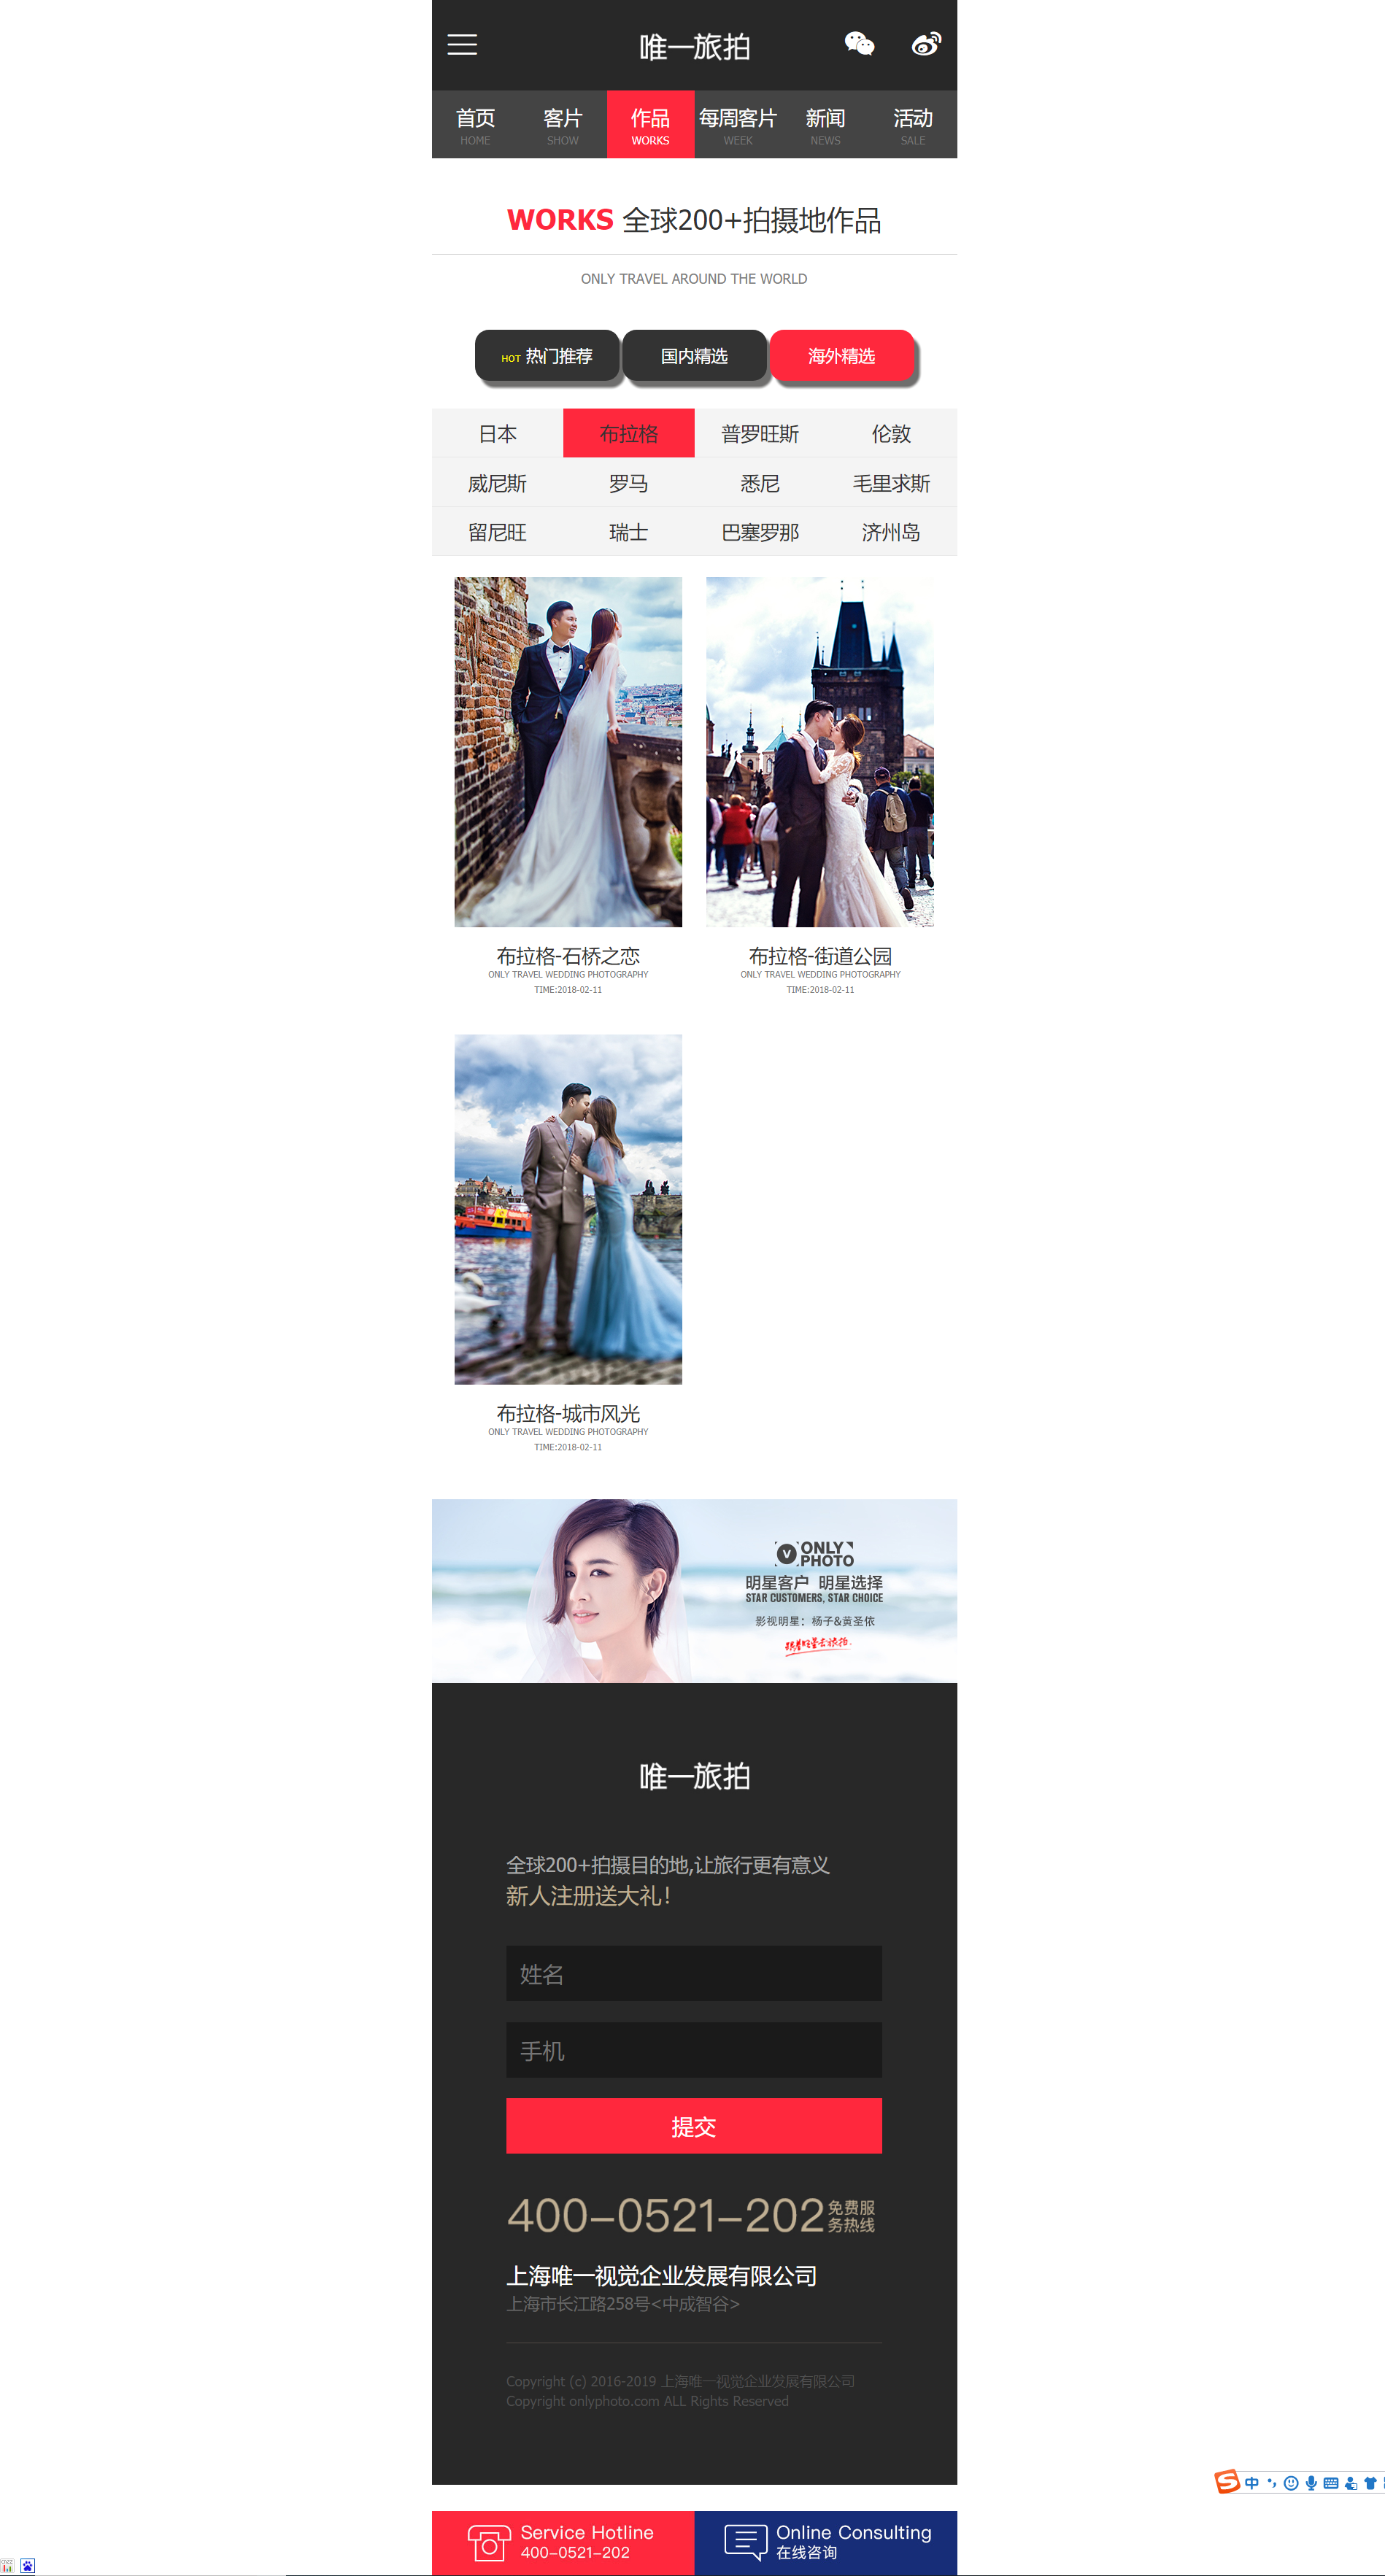 唯一旅拍
首页 客片 作品 每周客片 新闻 活动
HOME SHOW WORKS WEEK NEWS SALE
WORKS 全球200+拍摄地作品
ONLY TRAVEL AROUND THE WORLD
HOT 热门推荐 国内精选 海外精选
日本 布拉格 普罗旺斯 伦敦
威尼斯 罗马 悉尼 毛里求斯
留尼旺 瑞士 巴塞罗那 济州岛
布拉格-石桥之恋
ONLY TRAVEL WEDDING PHOTOGRAPHY
TIME:2018-02-11
布拉格-街道公园
ONLY TRAVEL WEDDING PHOTOGRAPHY
TIME:2018-02-11
布拉格-城市风光
ONLY TRAVEL WEDDING PHOTOGRAPHY
TIME:2018-02-11
V ONLY
PHOTO
明星客户 明星选择
STAR CUSTOMERS, STAR CHOICE
影视明星：杨子&黄圣依
唯一旅拍
全球200+拍摄目的地,让旅行更有意义
新人注册送大礼！
姓名
手机
提交
400-0521-202 免费服
务热线
上海唯一视觉企业发展有限公司
上海市长江路258号<中成智谷>
Copyright (c) 2016-2019 上海唯一视觉企业发展有限公司
Copyright onlyphoto.com ALL Rights Reserved
S 中
Service Hotline
400-0521-202
Online Consulting
在线咨询